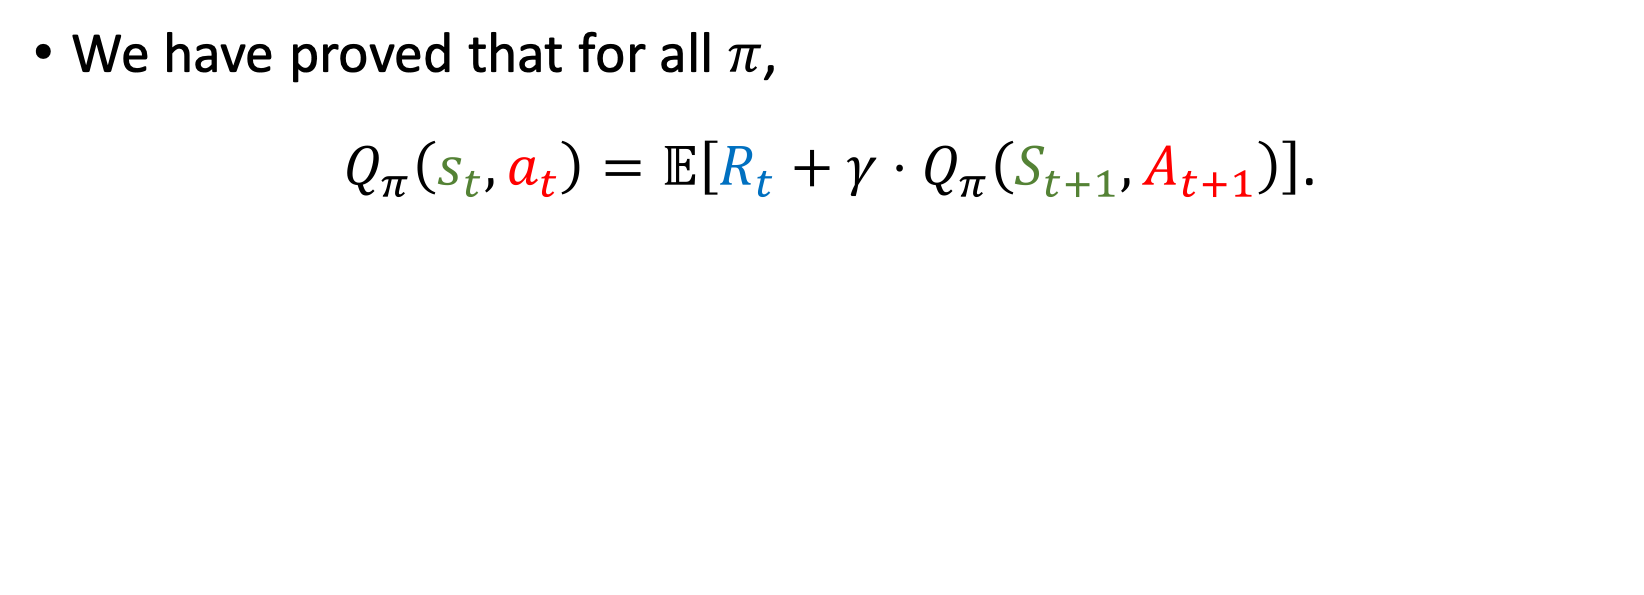 • We have proved that for all π,
Qπ(st, at) = 𝔼[Rt + γ · Qπ(St+1, At+1)].